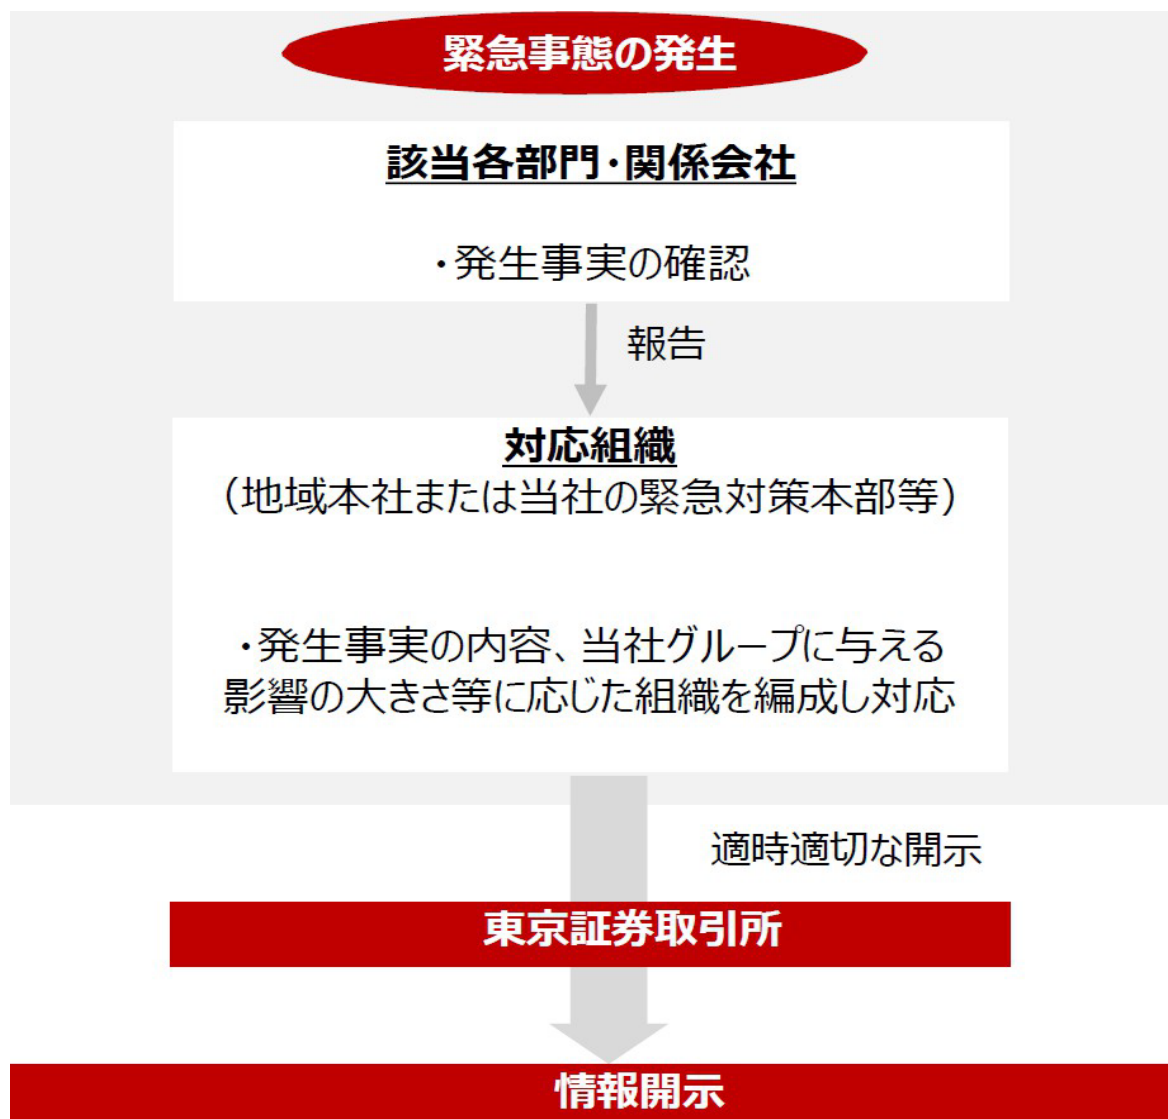 緊急事態の発生
該当各部門・関係会社
・発生事実の確認
報告
対応組織
（地域本社または当社の緊急対策本部等）
・発生事実の内容、当社グループに与える
影響の大きさ等に応じた組織を編成し対応
適時適切な開示
東京証券取引所
情報開示